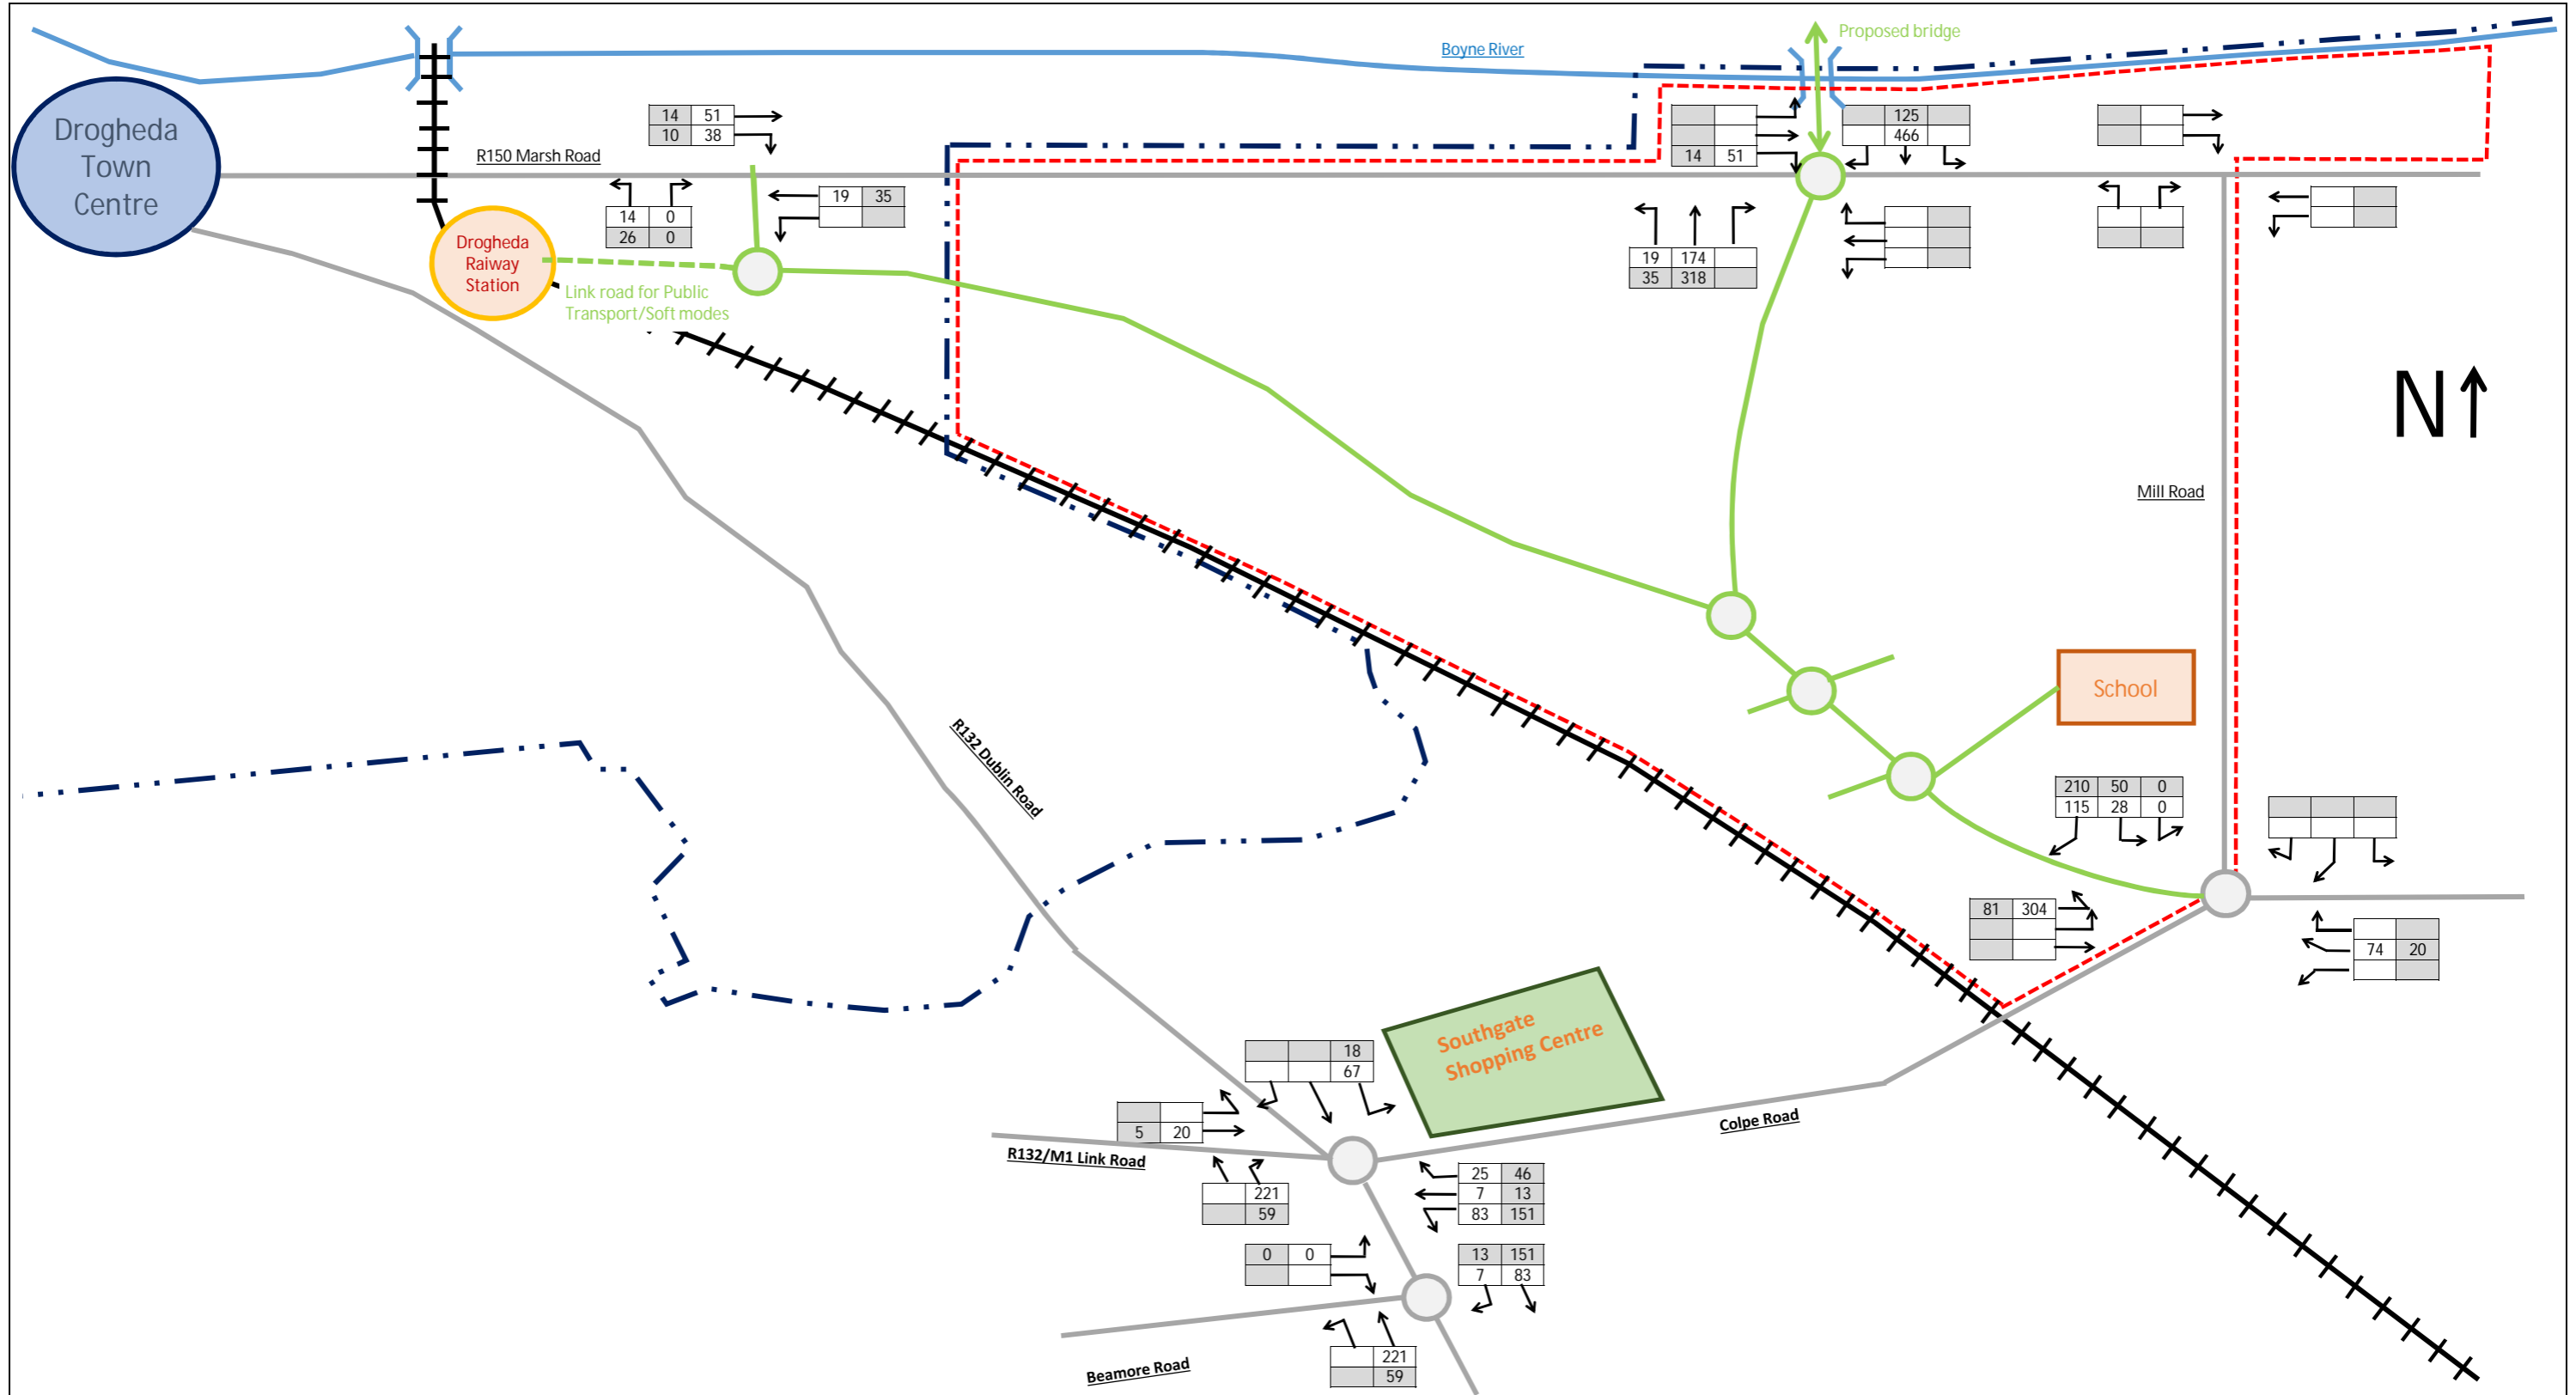 Proposed bridge
Boyne River
Drogheda
Town
Centre
14 51
10 38
125
466
14 51
R150 Marsh Road
14 0
26 0
19 35
Drogheda
Raiway
Station
Link road for Public
Transport/Soft modes
19 174
35 318
N
Mill Road
School
R132 Dublin Road
210 50 0
115 28 0
81 304
74 20
Southgate
Shopping Centre
18
67
5 20
R132/M1 Link Road
Colpe Road
221
59
25 46
7 13
83 151
0 0
13 151
7 83
221
59
Beamore Road